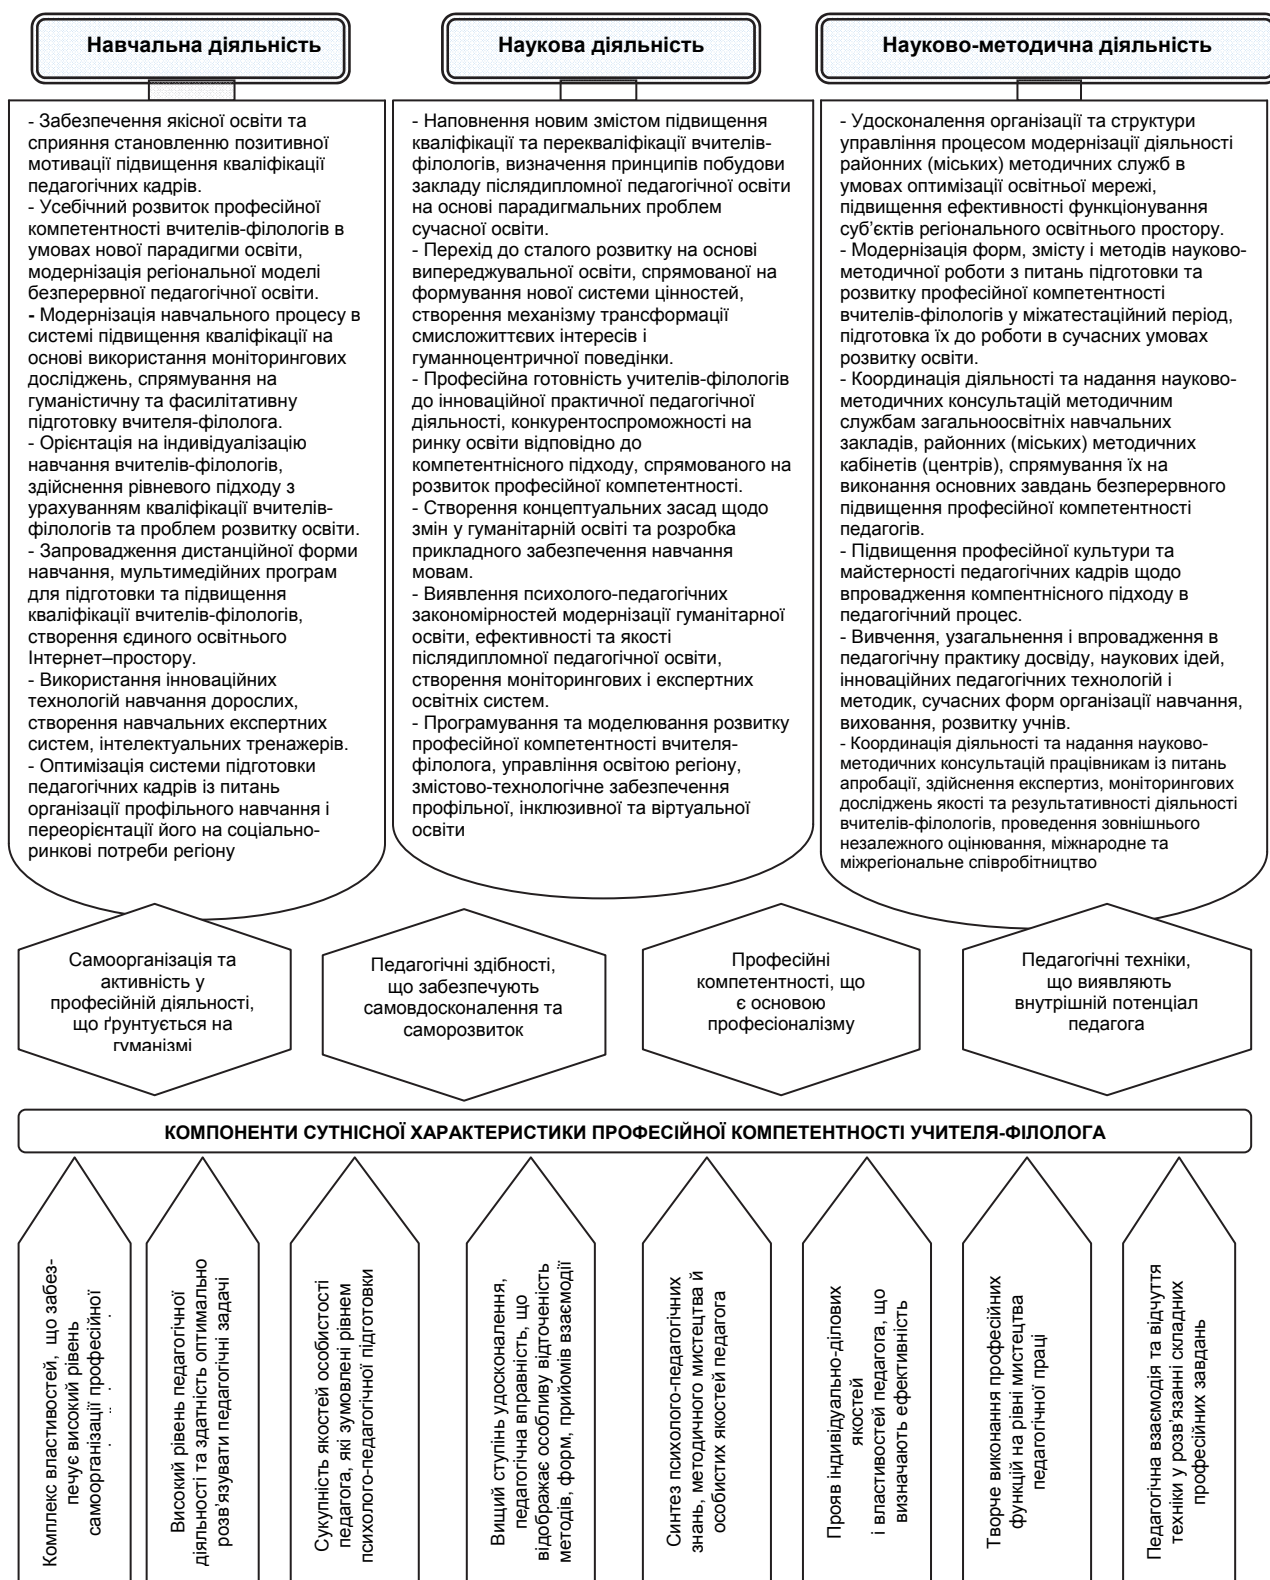 Навчальна діяльність
Наукова діяльність
Науково-методична діяльність
- Забезпечення якісної освіти та
сприяння становленню позитивної
мотивації підвищення кваліфікації
педагогічних кадрів.
- Усебічний розвиток професійної
компетентності вчителів-філологів в
умовах нової парадигми освіти,
модернізація регіональної моделі
безперервної педагогічної освіти.
- Модернізація навчального процесу в
системі підвищення кваліфікації на
основі використання моніторингових
досліджень, спрямування на
гуманістичну та фасилітативну
підготовку вчителя-філолога.
- Орієнтація на індивідуалізацію
навчання вчителів-філологів,
здійснення рівневого підходу з
урахуванням кваліфікації вчителів-
філологів та проблем розвитку освіти.
- Запровадження дистанційної форми
навчання, мультимедійних програм
для підготовки та підвищення
кваліфікації вчителів-філологів,
створення єдиного освітнього
Інтернет–простору.
- Використання інноваційних
технологій навчання дорослих,
створення навчальних експертних
систем, інтелектуальних тренажерів.
- Оптимізація системи підготовки
педагогічних кадрів із питань
організації профільного навчання і
переорієнтації його на соціально-
ринкові потреби регіону
- Наповнення новим змістом підвищення
кваліфікації та перекваліфікації вчителів-
філологів, визначення принципів побудови
закладу післядипломної педагогічної освіти
на основі парадигмальних проблем
сучасної освіти.
- Перехід до сталого розвитку на основі
випереджувальної освіти, спрямованої на
формування нової системи цінностей,
створення механізму трансформації
смисложиттєвих інтересів і
гуманноцентричної поведінки.
- Професійна готовність учителів-філологів
до інноваційної практичної педагогічної
діяльності, конкурентоспроможності на
ринку освіти відповідно до
компетентнісного підходу, спрямованого на
розвиток професійної компетентності.
- Створення концептуальних засад щодо
змін у гуманітарній освіті та розробка
прикладного забезпечення навчання
мовам.
- Виявлення психолого-педагогічних
закономірностей модернізації гуманітарної
освіти, ефективності та якості
післядипломної педагогічної освіти,
створення моніторингових і експертних
освітніх систем.
- Програмування та моделювання розвитку
професійної компетентності вчителя-
філолога, управління освітою регіону,
змістово-технологічне забезпечення
профільної, інклюзивної та віртуальної
освіти
- Удосконалення організації та структури
управління процесом модернізації діяльності
районних (міських) методичних служб в
умовах оптимізації освітньої мережі,
підвищення ефективності функціонування
суб’єктів регіонального освітнього простору.
- Модернізація форм, змісту і методів науково-
методичної роботи з питань підготовки та
розвитку професійної компетентності
вчителів-філологів у міжатестаційний період,
підготовка їх до роботи в сучасних умовах
розвитку освіти.
- Координація діяльності та надання науково-
методичних консультацій методичним
службам загальноосвітніх навчальних
закладів, районних (міських) методичних
кабінетів (центрів), спрямування їх на
виконання основних завдань безперервного
підвищення професійної компетентності
педагогів.
- Підвищення професійної культури та
майстерності педагогічних кадрів щодо
впровадження компентнісного підходу в
педагогічний процес.
- Вивчення, узагальнення і впровадження в
педагогічну практику досвіду, наукових ідей,
інноваційних педагогічних технологій і
методик, сучасних форм організації навчання,
виховання, розвитку учнів.
- Координація діяльності та надання науково-
методичних консультацій працівникам із питань
апробації, здійснення експертиз, моніторингових
досліджень якості та результативності діяльності
вчителів-філологів, проведення зовнішнього
незалежного оцінювання, міжнародне та
міжрегіональне співробітництво
Самоорганізація та
активність у
професійній діяльності,
що ґрунтується на
гуманізмі
Педагогічні здібності,
що забезпечують
самовдосконалення та
саморозвиток
Професійні
компетентності, що
є основою
професіоналізму
Педагогічні техніки,
що виявляють
внутрішній потенціал
педагога
КОМПОНЕНТИ СУТНІСНОЇ ХАРАКТЕРИСТИКИ ПРОФЕСІЙНОЇ КОМПЕТЕНТНОСТІ УЧИТЕЛЯ-ФІЛОЛОГА
Комплекс властивостей, що забез-
печує високий рівень
самоорганізації професійної
Високий рівень педагогічної
діяльності та здатність оптимально
розв’язувати педагогічні задачі
Сукупність якостей особистості
педагога, які зумовлені рівнем
психолого-педагогічної підготовки
Вищий ступінь удосконалення,
педагогічна вправність, що
відображає особливу відточеність
методів, форм, прийомів взаємодії
Синтез психолого-педагогічних
знань, методичного мистецтва й
особистих якостей педагога
Прояв індивідуально-ділових
якостей
і властивостей педагога, що
визначають ефективність
Творче виконання професійних
функцій на рівні мистецтва
педагогічної праці
Педагогічна взаємодія та відчуття
техніки у розв’язанні складних
професійних завдань